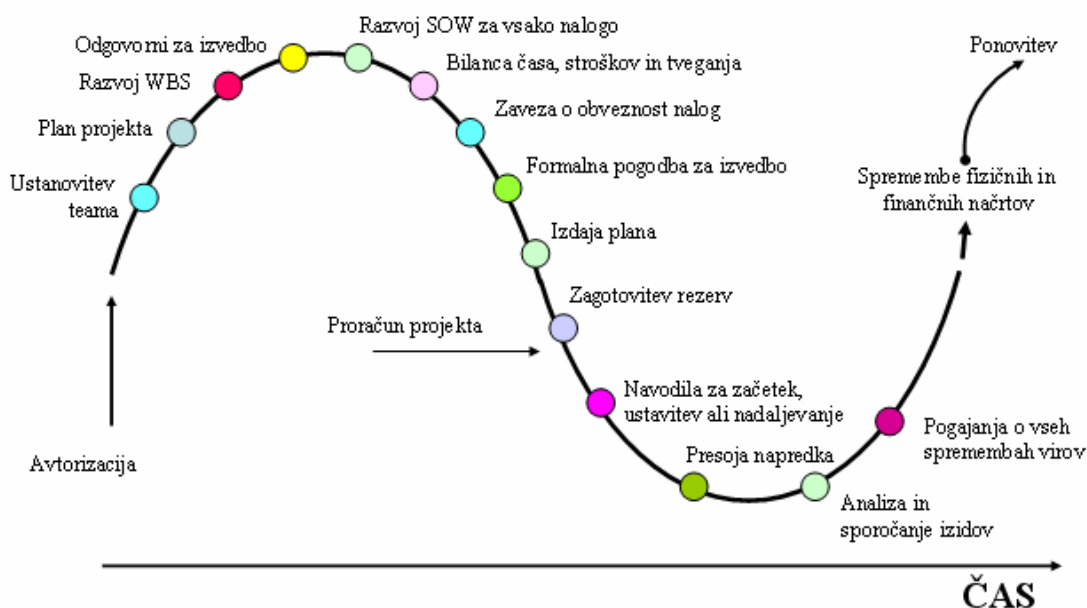 Razvoj SOW za vsako nalogo
Odgovorni za izvedbo
Ponovitev
Bilanca časa, stroškov in tveganja
Razvoj WBS
Zaveza o obveznost nalog
Plan projekta
Formalna pogodba za izvedbo
Spremembe fizičnih in
finančnih načrtov
Ustanovitev
teama
Izdaja plana
Zagotovitev rezerv
Proračun projekta
Navodila za začetek,
ustavitev ali nadaljevanje
Pogajanja o vseh
spremembah virov
Avtorizacija
Presoja napredka
Analiza in
sporočanje izidov
ČAS